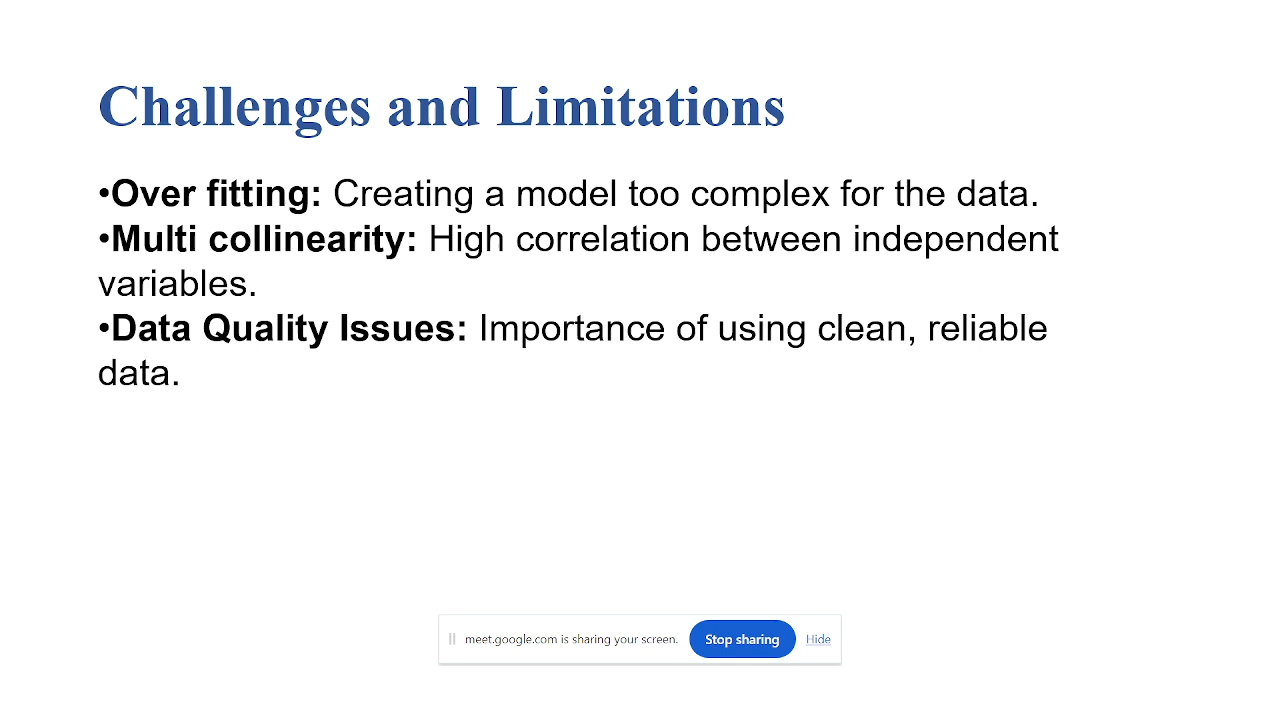 Challenges and Limitations
•Over fitting: Creating a model too complex for the data.
•Multi collinearity: High correlation between independent
variables.
•Data Quality Issues: Importance of using clean, reliable
data.
meet.google.com is sharing your screen. Stop sharing Hide